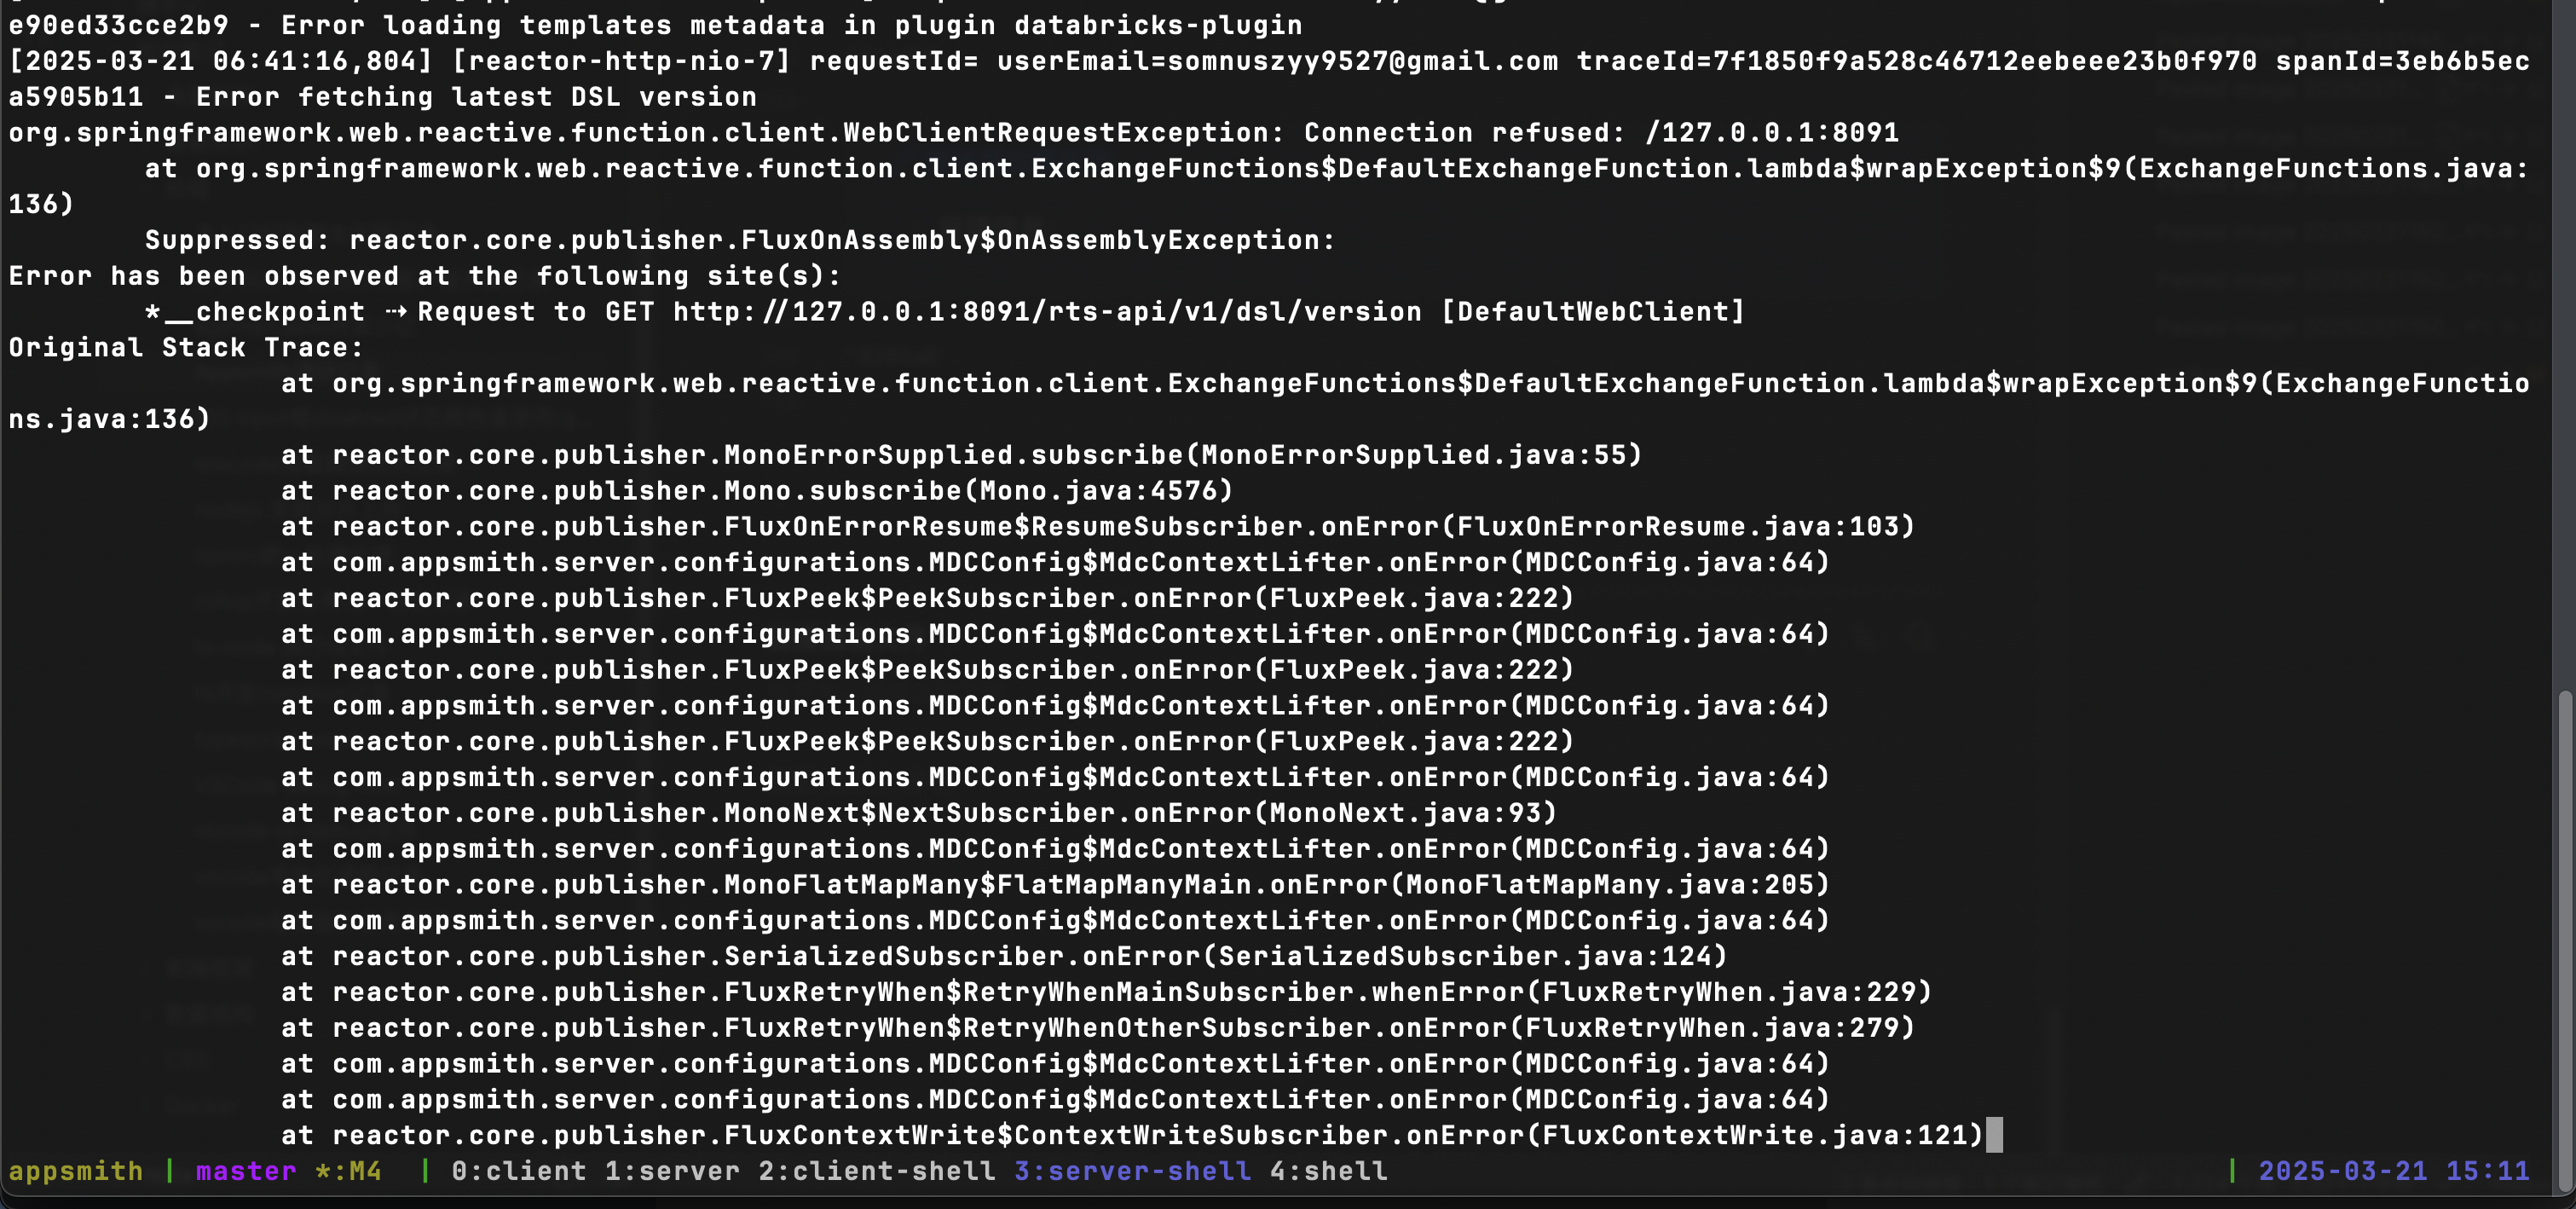 e90ed33cce2b9 - Error loading templates metadata in plugin databricks-plugin
[2025-03-21 06:41:16,804] [reactor-http-nio-7] requestId= userEmail=somnuszyy9527@gmail.com traceId=7f1850f9a528c46712eebeee23b0f970 spanId=3eb6b5ec
a5905b11 - Error fetching latest DSL version
org.springframework.web.reactive.function.client.WebClientRequestException: Connection refused: /127.0.0.1:8091
at org.springframework.web.reactive.function.client.ExchangeFunctions$DefaultExchangeFunction.lambda$wrapException$9(ExchangeFunctions.java:
136)
Suppressed: reactor.core.publisher.FluxOnAssembly$OnAssemblyException:
Error has been observed at the following site(s):
*__checkpoint ⇢ Request to GET http://127.0.0.1:8091/rts-api/v1/dsl/version [DefaultWebClient]
Original Stack Trace:
at org.springframework.web.reactive.function.client.ExchangeFunctions$DefaultExchangeFunction.lambda$wrapException$9(ExchangeFunctio
ns.java:136)
at reactor.core.publisher.MonoErrorSupplied.subscribe(MonoErrorSupplied.java:55)
at reactor.core.publisher.Mono.subscribe(Mono.java:4576)
at reactor.core.publisher.FluxOnErrorResume$ResumeSubscriber.onError(FluxOnErrorResume.java:103)
at com.appsmith.server.configurations.MDCConfig$MdcContextLifter.onError(MDCConfig.java:64)
at reactor.core.publisher.FluxPeek$PeekSubscriber.onError(FluxPeek.java:222)
at com.appsmith.server.configurations.MDCConfig$MdcContextLifter.onError(MDCConfig.java:64)
at reactor.core.publisher.FluxPeek$PeekSubscriber.onError(FluxPeek.java:222)
at com.appsmith.server.configurations.MDCConfig$MdcContextLifter.onError(MDCConfig.java:64)
at reactor.core.publisher.FluxPeek$PeekSubscriber.onError(FluxPeek.java:222)
at com.appsmith.server.configurations.MDCConfig$MdcContextLifter.onError(MDCConfig.java:64)
at reactor.core.publisher.MonoNext$NextSubscriber.onError(MonoNext.java:93)
at com.appsmith.server.configurations.MDCConfig$MdcContextLifter.onError(MDCConfig.java:64)
at reactor.core.publisher.MonoFlatMapMany$FlatMapManyMain.onError(MonoFlatMapMany.java:205)
at com.appsmith.server.configurations.MDCConfig$MdcContextLifter.onError(MDCConfig.java:64)
at reactor.core.publisher.SerializedSubscriber.onError(SerializedSubscriber.java:124)
at reactor.core.publisher.FluxRetryWhen$RetryWhenMainSubscriber.whenError(FluxRetryWhen.java:229)
at reactor.core.publisher.FluxRetryWhen$RetryWhenOtherSubscriber.onError(FluxRetryWhen.java:279)
at com.appsmith.server.configurations.MDCConfig$MdcContextLifter.onError(MDCConfig.java:64)
at com.appsmith.server.configurations.MDCConfig$MdcContextLifter.onError(MDCConfig.java:64)
at reactor.core.publisher.FluxContextWrite$ContextWriteSubscriber.onError(FluxContextWrite.java:121)
appsmith | master *:M4 | 0:client 1:server 2:client-shell 3:server-shell 4:shell | 2025-03-21 15:11